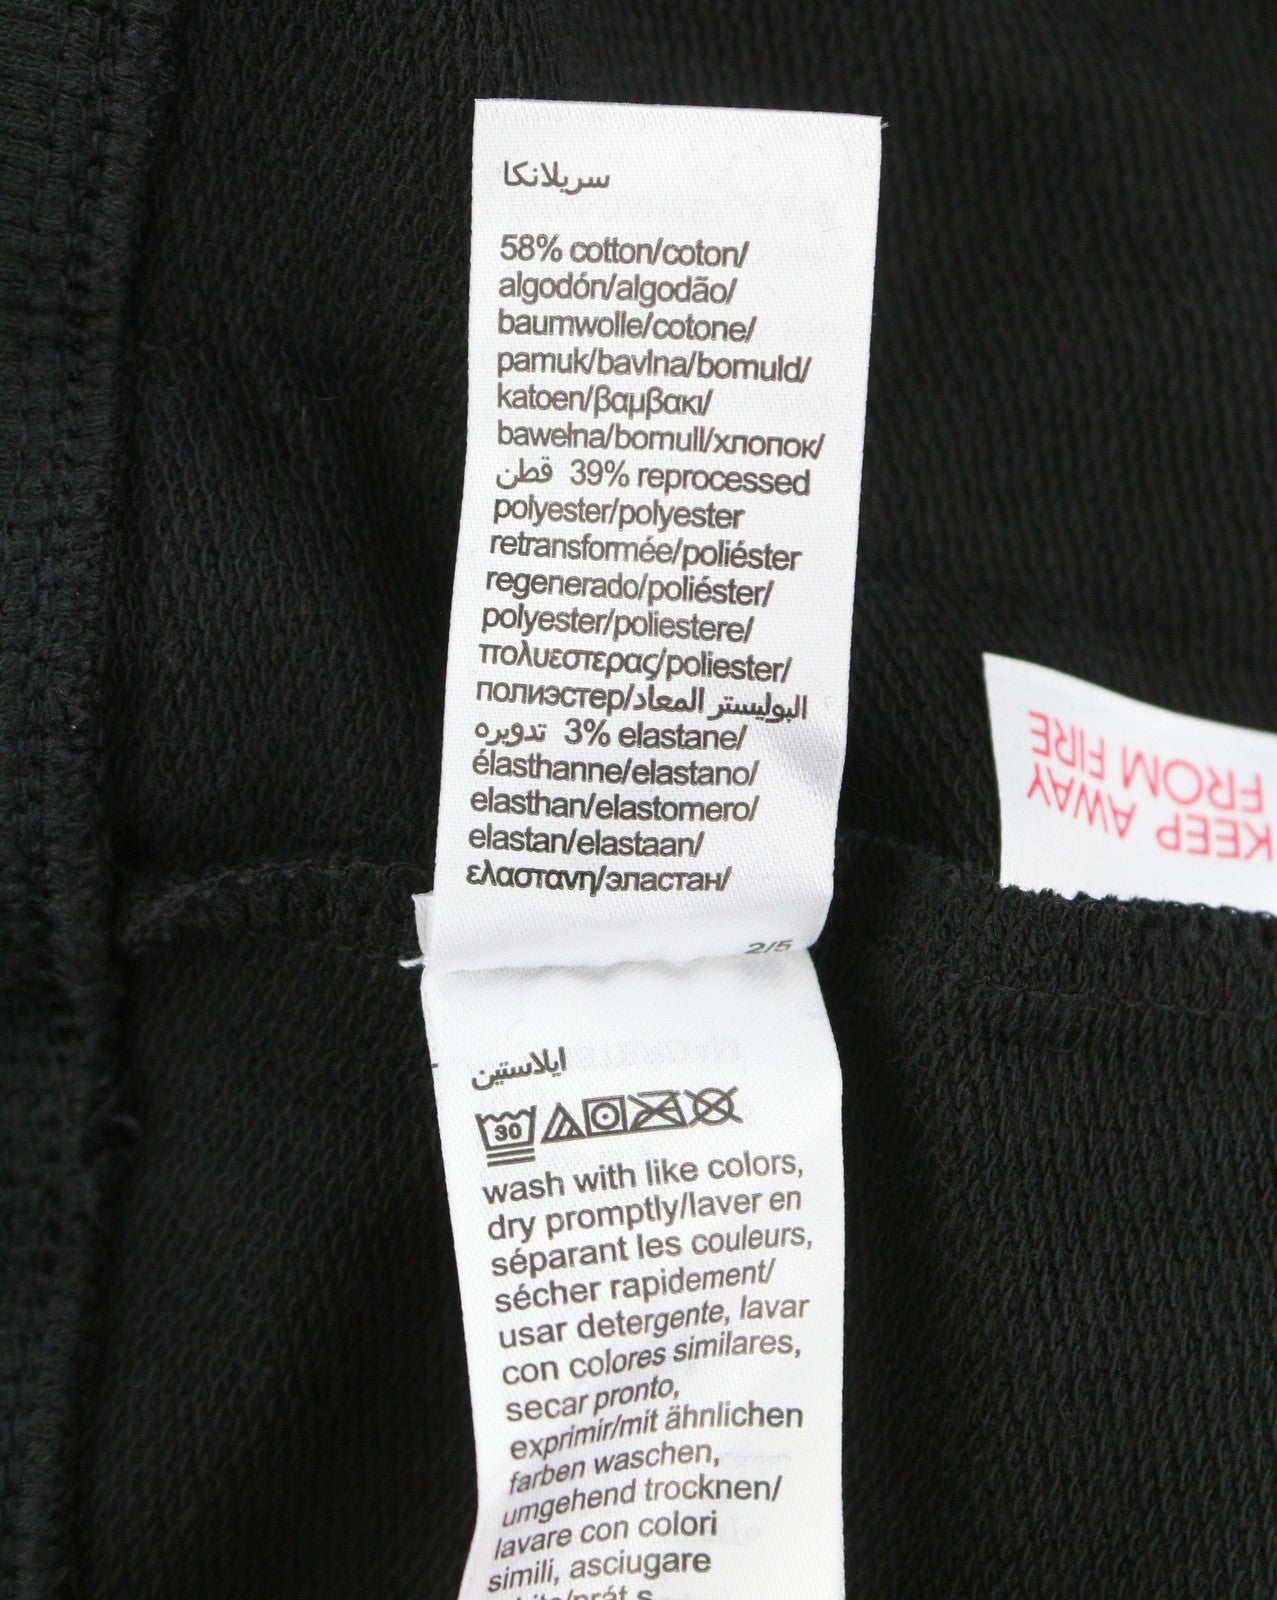 سريلانكا
58% cotton/coton/
algodón/algodão/
baumwolle/cotone/
pamuk/bavlna/bomuld/
katoen/βαμβακι/
bawełna/bomull/хлопок/
قطن 39% reprocessed
polyester/polyester
retransformée/poliéster
regenerado/poliéster/
polyester/poliestere/
πολυεστερας/poliester/
полиэстер/البوليستر المعاد
تدويره 3% elastane/
élasthanne/elastano/
elasthan/elastomero/
elastan/elastaan/
ελαστανη/эластан/
2/5
ايلاستين
30
wash with like colors,
dry promptly/laver en
séparant les couleurs,
sécher rapidement/
usar detergente, lavar
con colores similares,
secar pronto,
exprimir/mit ähnlichen
farben waschen,
umgehend trocknen/
lavare con colori
simili, asciugare
KEEP AWAY
FROM FIRE